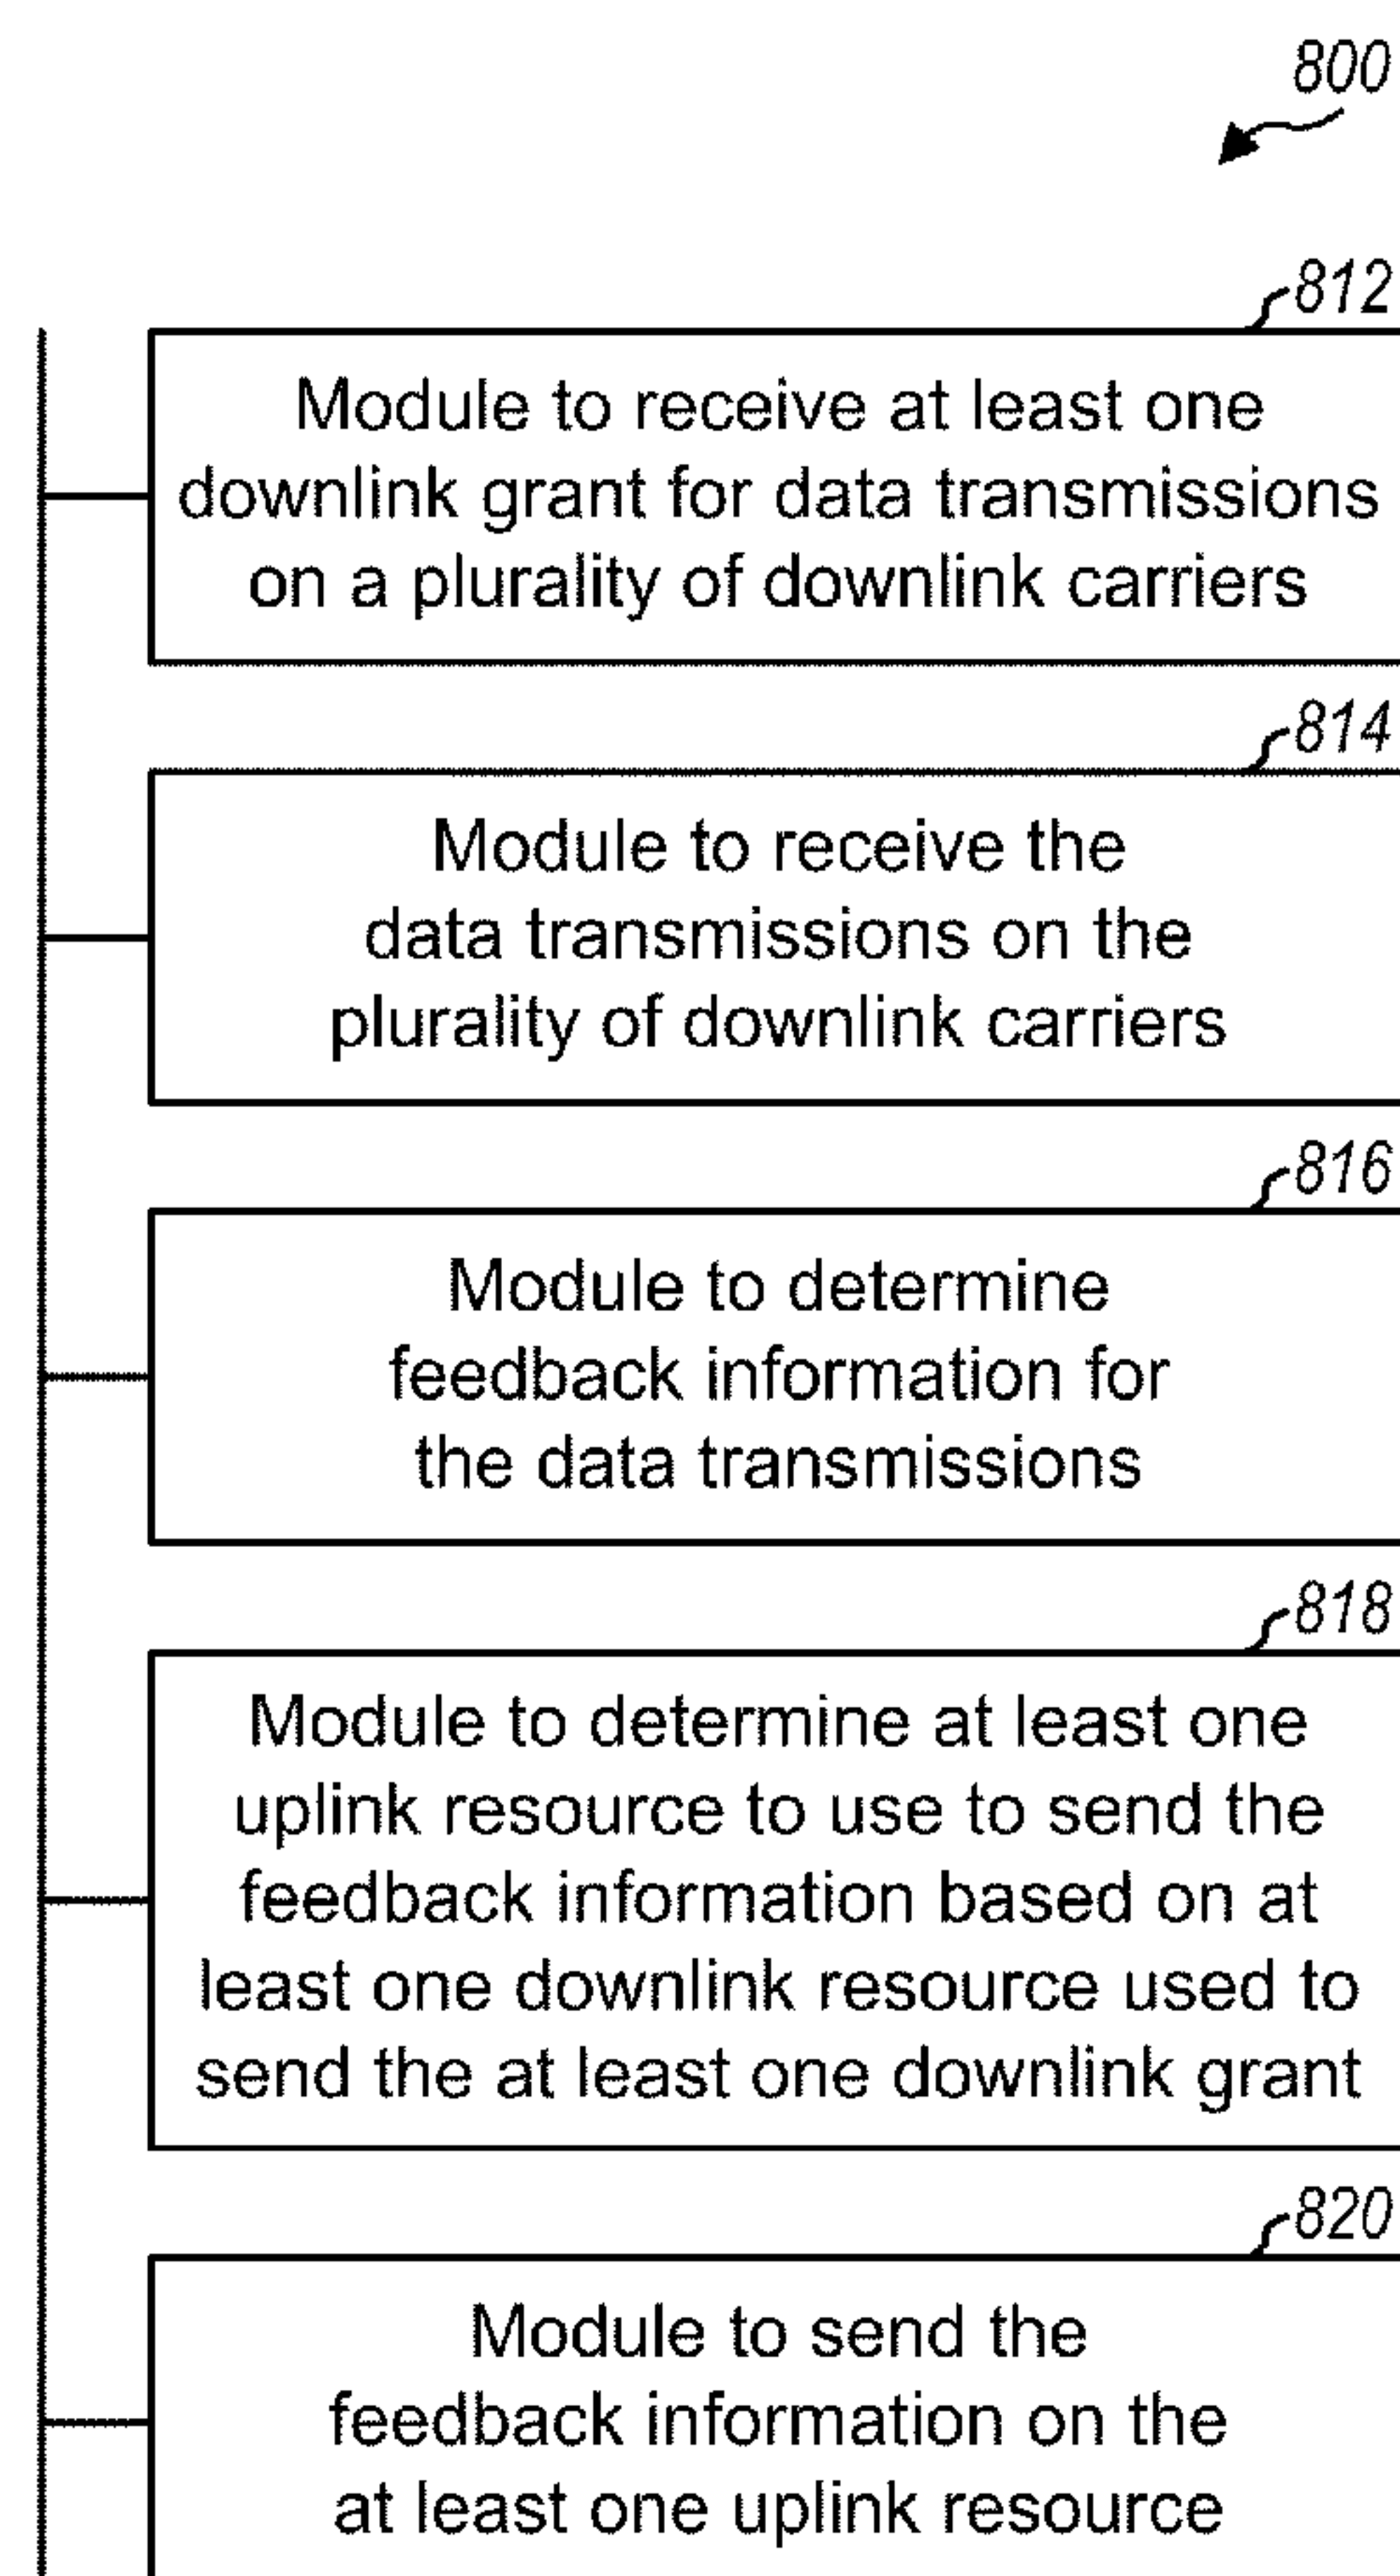 800
812
Module to receive at least one
downlink grant for data transmissions
on a plurality of downlink carriers
814
Module to receive the
data transmissions on the
plurality of downlink carriers
816
Module to determine
feedback information for
the data transmissions
818
Module to determine at least one
uplink resource to use to send the
feedback information based on at
least one downlink resource used to
send the at least one downlink grant
820
Module to send the
feedback information on the
at least one uplink resource